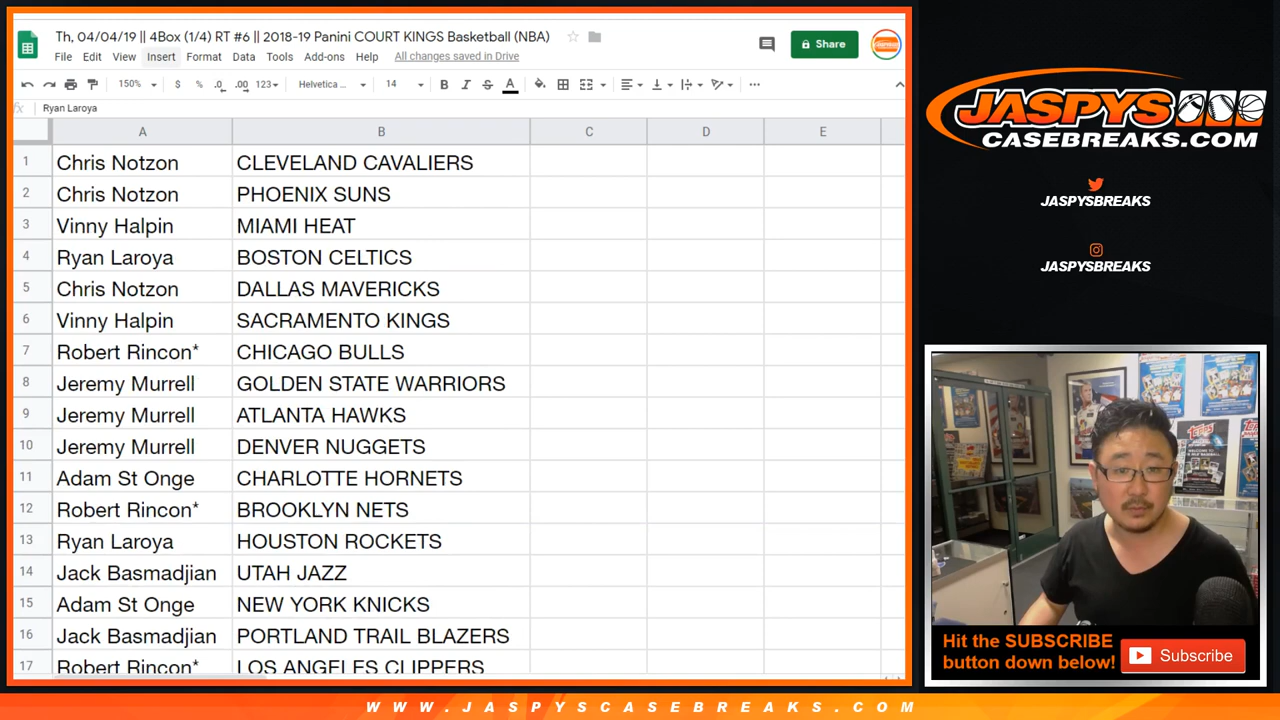 Th, 04/04/19 || 4Box (1/4) RT #6 || 2018-19 Panini COURT KINGS Basketball (NBA)
Share
File Edit View Insert Format Data Tools Add-ons Help All changes saved in Drive
150% $ % .0 .00 123 Helvetica ... 14 B I S A
fx Ryan Laroya
A B C D E
1 Chris Notzon CLEVELAND CAVALIERS
2 Chris Notzon PHOENIX SUNS
3 Vinny Halpin MIAMI HEAT
4 Ryan Laroya BOSTON CELTICS
5 Chris Notzon DALLAS MAVERICKS
6 Vinny Halpin SACRAMENTO KINGS
7 Robert Rincon* CHICAGO BULLS
8 Jeremy Murrell GOLDEN STATE WARRIORS
9 Jeremy Murrell ATLANTA HAWKS
10 Jeremy Murrell DENVER NUGGETS
11 Adam St Onge CHARLOTTE HORNETS
12 Robert Rincon* BROOKLYN NETS
13 Ryan Laroya HOUSTON ROCKETS
14 Jack Basmadjian UTAH JAZZ
15 Adam St Onge NEW YORK KNICKS
16 Jack Basmadjian PORTLAND TRAIL BLAZERS
17 Robert Rincon* LOS ANGELES CLIPPERS
JASPYS
CASEBREAKS.COM
JASPYSBREAKS
JASPYSBREAKS
topps
Hit the SUBSCRIBE
button down below!
Subscribe
WWW.JASPYSCASEBREAKS.COM